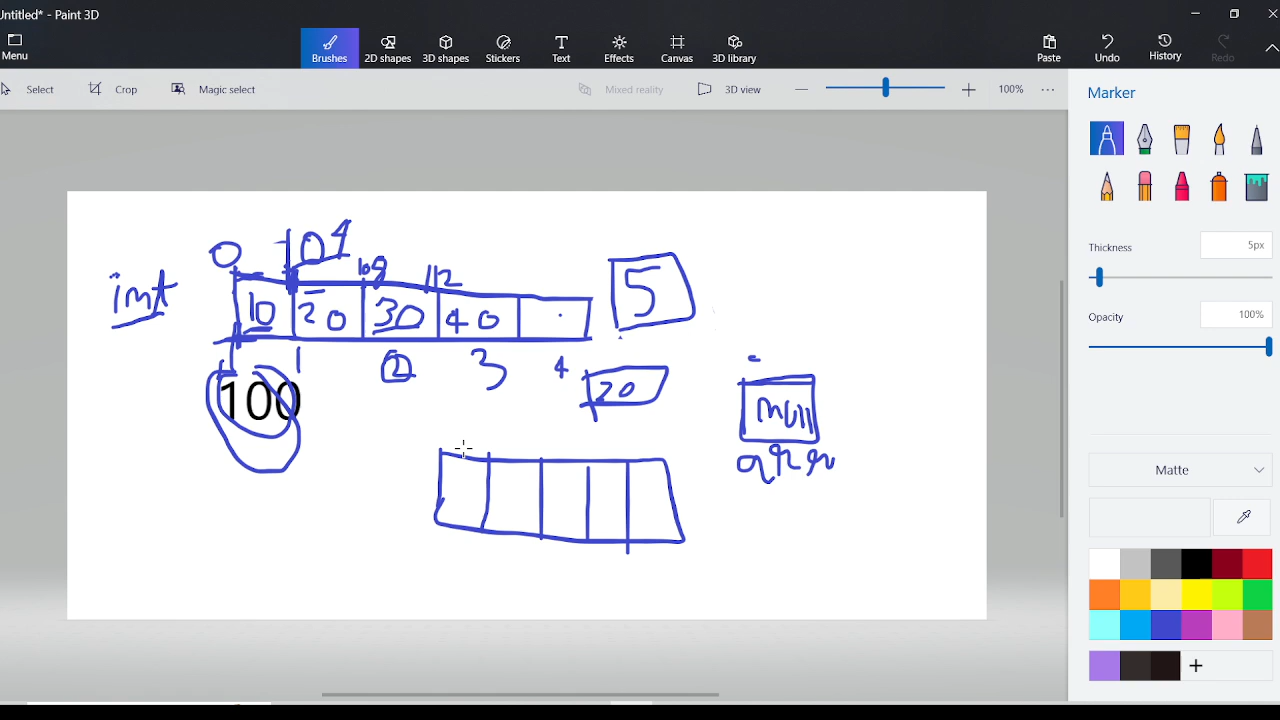 Untitled* - Paint 3D
Menu
Brushes
2D shapes
3D shapes
Stickers
Text
Effects
Canvas
3D library
Paste
Undo
History
Redo
Select
Crop
Magic select
Mixed reality
3D view
100%
Marker
Thickness
5px
Opacity
100%
Matte
0
104
108
112
int
10
20
30
40
5
1
2
3
4
100
20
null
arr